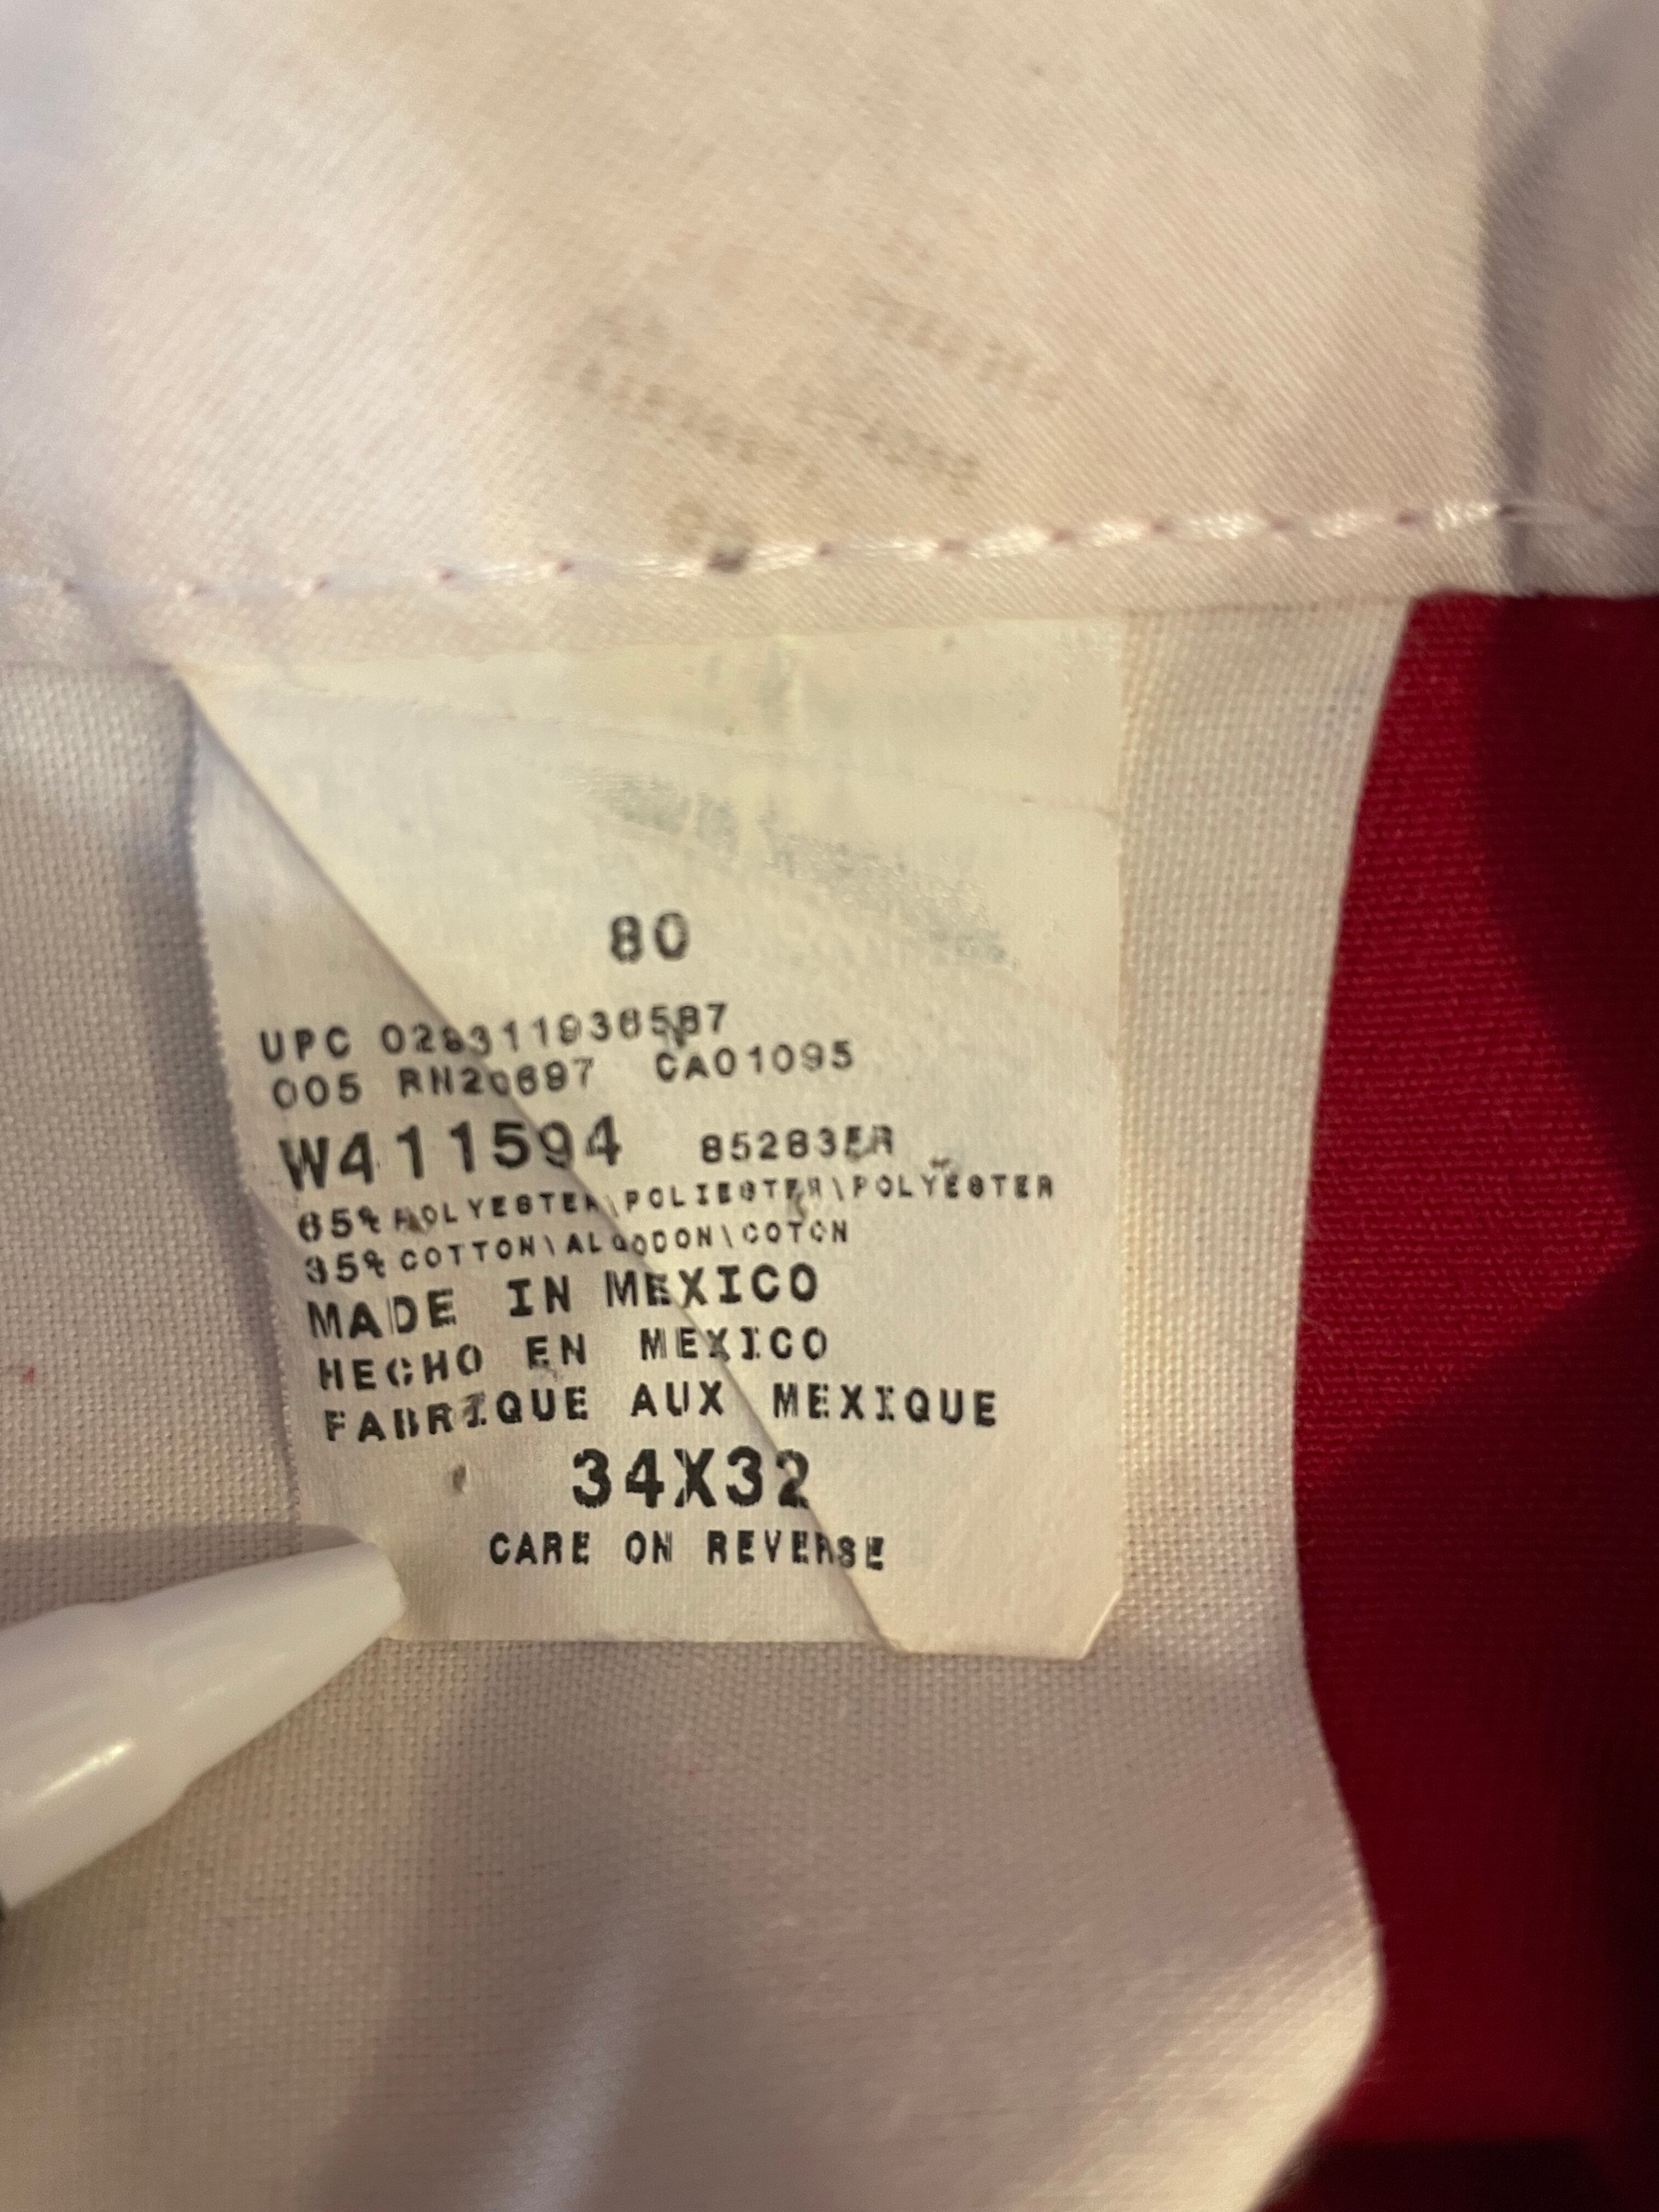 80
UPC
005 RN20697 CA01095
W411594 85283ER
65% POLYESTER\POLIESTER\POLYESTER
35% COTTON\ALGODON\COTON
MADE IN MEXICO
HECHO EN MEXICO
FABRIQUE AUX MEXIQUE
34X32
CARE ON REVERSE